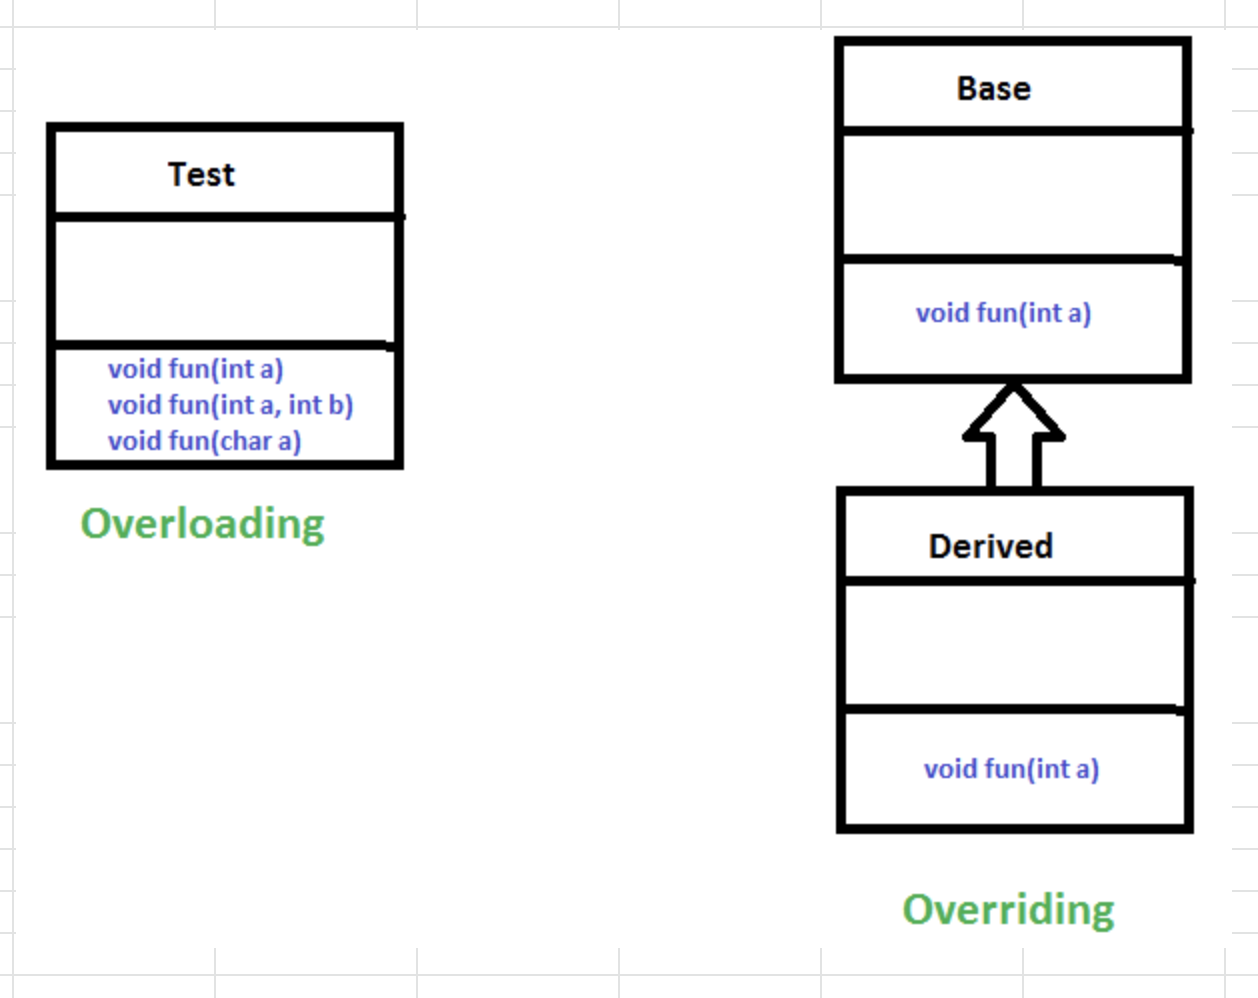 Test
void fun(int a)
void fun(int a, int b)
void fun(char a)
Overloading
Base
void fun(int a)
Derived
void fun(int a)
Overriding